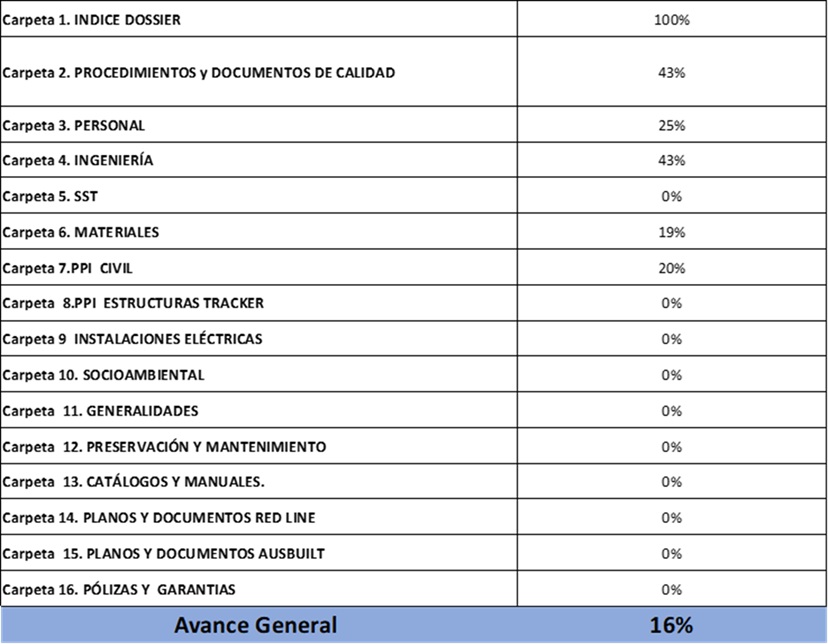 Carpeta 1. INDICE DOSSIER 100%
Carpeta 2. PROCEDIMIENTOS y DOCUMENTOS DE CALIDAD 43%
Carpeta 3. PERSONAL 25%
Carpeta 4. INGENIERÍA 43%
Carpeta 5. SST 0%
Carpeta 6. MATERIALES 19%
Carpeta 7.PPI CIVIL 20%
Carpeta 8.PPI ESTRUCTURAS TRACKER 0%
Carpeta 9 INSTALACIONES ELÉCTRICAS 0%
Carpeta 10. SOCIOAMBIENTAL 0%
Carpeta 11. GENERALIDADES 0%
Carpeta 12. PRESERVACIÓN Y MANTENIMIENTO 0%
Carpeta 13. CATÁLOGOS Y MANUALES. 0%
Carpeta 14. PLANOS Y DOCUMENTOS RED LINE 0%
Carpeta 15. PLANOS Y DOCUMENTOS AUSBUILT 0%
Carpeta 16. PÓLIZAS Y GARANTIAS 0%
Avance General 16%